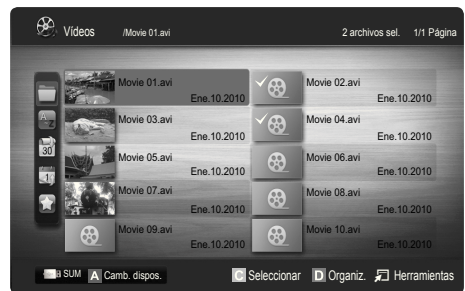 Vídeos /Movie 01.avi 2 archivos sel. 1/1 Página
Movie 01.avi Movie 02.avi
Ene.10.2010 Ene.10.2010
Movie 03.avi Movie 04.avi
Ene.10.2010 Ene.10.2010
Movie 05.avi Movie 06.avi
Ene.10.2010 Ene.10.2010
Movie 07.avi Movie 08.avi
Ene.10.2010 Ene.10.2010
Movie 09.avi Movie 10.avi
Ene.10.2010 Ene.10.2010
SUM A Camb. dispos. C Seleccionar D Organiz. Herramientas